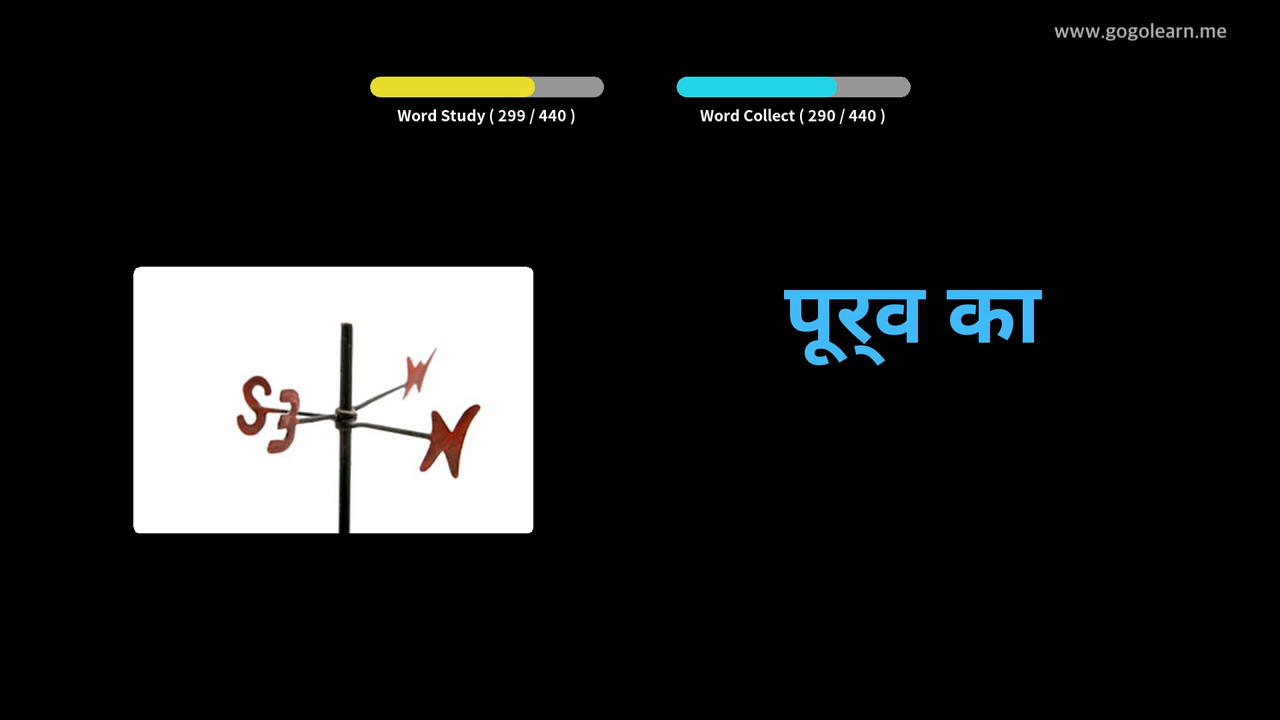 www.gogolearn.me
Word Study ( 299 / 440 )
Word Collect ( 290 / 440 )
S E W N
पूर्‌व का